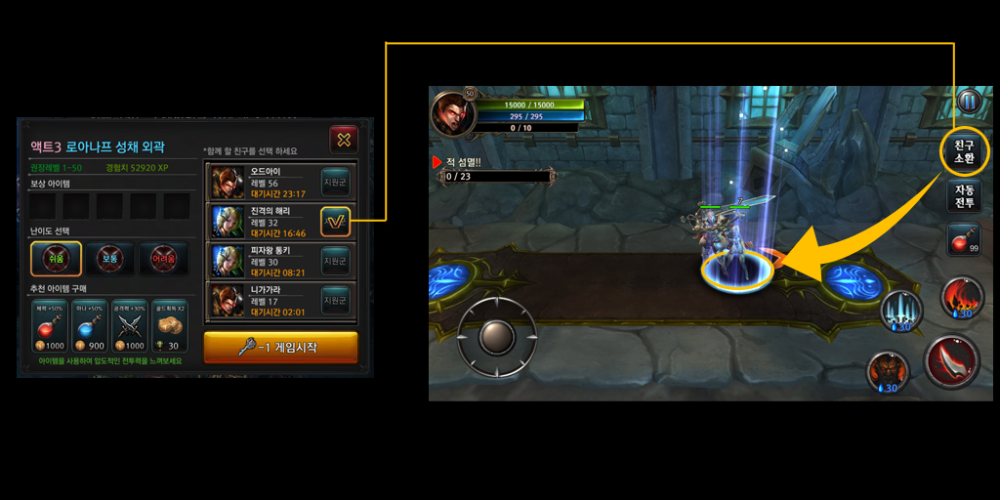 액트3 로아나프 성채 외곽
권장레벨 1-50 경험치 52920 XP
보상 아이템
난이도 선택
쉬움 보통 어려움
추천 아이템 구매
체력 +50% 마나 +50% 공격력 +30% 골드획득 X2
1000 900 1000 30
아이템을 사용하여 압도적인 전투력을 느껴보세요
*함께 할 친구를 선택 하세요
오드아이
레벨 56
대기시간 23:17
지원군
진격의 해리
레벨 32
대기시간 16:46
피자왕 통키
레벨 30
대기시간 08:21
지원군
니가가라
레벨 17
대기시간 02:01
지원군
-1 게임시작
50
15000 / 15000
295 / 295
0 / 10
적 섬멸!!
0 / 23
친구
소환
자동
전투
99
30
30